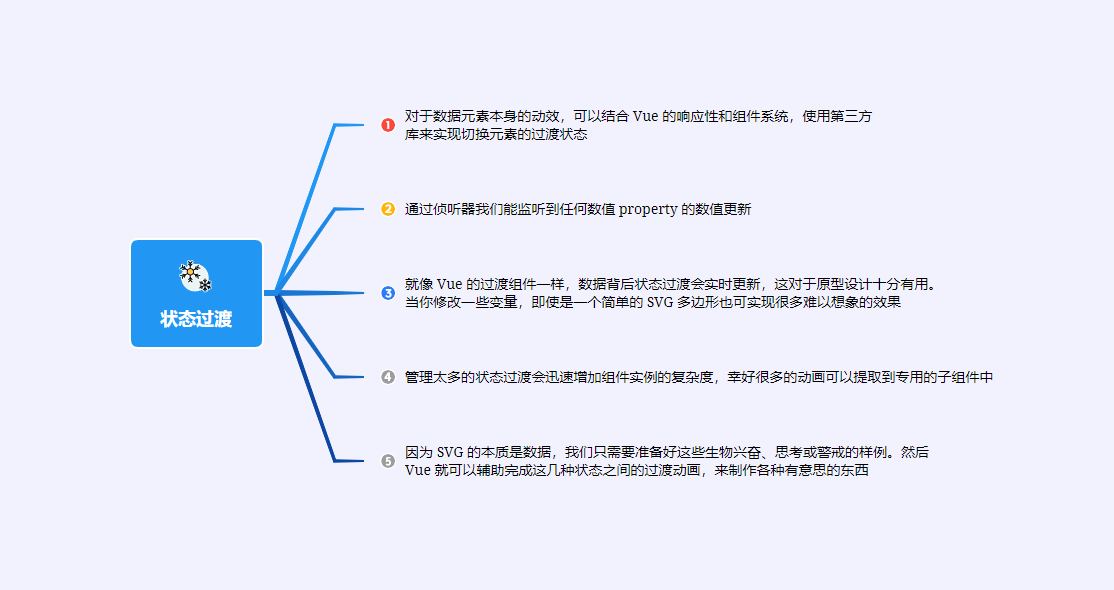 状态过渡
1 对于数据元素本身的动效，可以结合 Vue 的响应性和组件系统，使用第三方
库来实现切换元素的过渡状态
2 通过侦听器我们能监听到任何数值 property 的数值更新
3 就像 Vue 的过渡组件一样，数据背后状态过渡会实时更新，这对于原型设计十分有用。
当你修改一些变量，即使是一个简单的 SVG 多边形也可实现很多难以想象的效果
4 管理太多的状态过渡会迅速增加组件实例的复杂度，幸好很多的动画可以提取到专用的子组件中
5 因为 SVG 的本质是数据，我们只需要准备好这些生物兴奋、思考或警戒的样例。然后
Vue 就可以辅助完成这几种状态之间的过渡动画，来制作各种有意思的东西